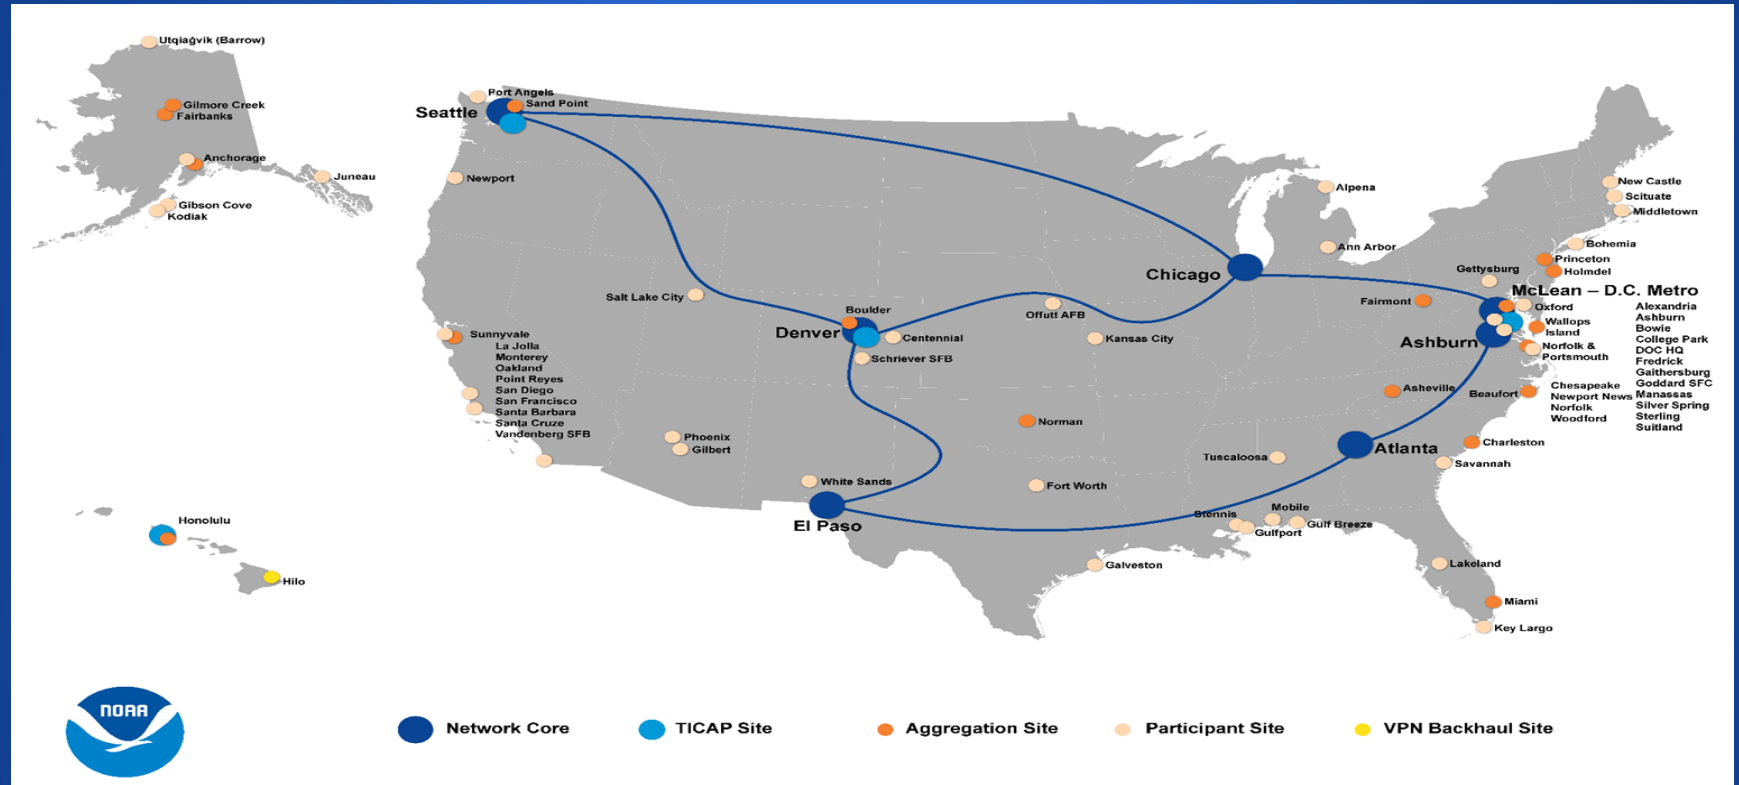 Utqiaġvik (Barrow)
Gilmore Creek
Fairbanks
Anchorage
Juneau
Gibson Cove
Kodiak
Port Angels
Sand Point
Seattle
Newport
Salt Lake City
Boulder
Denver
Centennial
Schriever SFB
Offutt AFB
Kansas City
Chicago
Alpena
Ann Arbor
New Castle
Scituate
Middletown
Bohemia
Princeton
Holmdel
Gettysburg
McLean – D.C. Metro
Fairmont
Oxford
Wallops
Island
Ashburn
Norfolk &
Portsmouth
Alexandria
Ashburn
Bowie
College Park
DOC HQ
Fredrick
Gaithersburg
Goddard SFC
Manassas
Silver Spring
Sterling
Suitland
Chesapeake
Newport News
Norfolk
Woodford
Sunnyvale
La Jolla
Monterey
Oakland
Point Reyes
San Diego
San Francisco
Santa Barbara
Santa Cruze
Vandenberg SFB
Asheville
Beaufort
Norman
Phoenix
Gilbert
Charleston
Atlanta
Tuscaloosa
Savannah
White Sands
El Paso
Fort Worth
Stennis
Mobile
Gulfport
Gulf Breeze
Galveston
Lakeland
Miami
Key Largo
Honolulu
Hilo
NOAA
Network Core
TICAP Site
Aggregation Site
Participant Site
VPN Backhaul Site